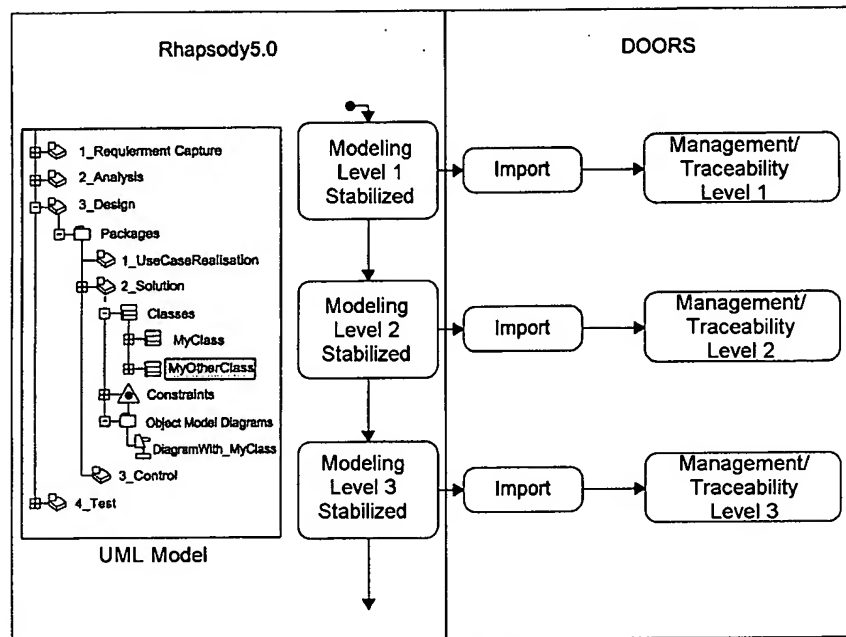 Rhapsody5.0
DOORS
1_Requierment Capture
2_Analysis
3_Design
Packages
1_UseCaseRealisation
2_Solution
Classes
MyClass
MyOtherClass
Constraints
Object Model Diagrams
DiagramWith_MyClass
3_Control
4_Test
UML Model
Modeling
Level 1
Stabilized
Import
Management/
Traceability
Level 1
Modeling
Level 2
Stabilized
Import
Management/
Traceability
Level 2
Modeling
Level 3
Stabilized
Import
Management/
Traceability
Level 3